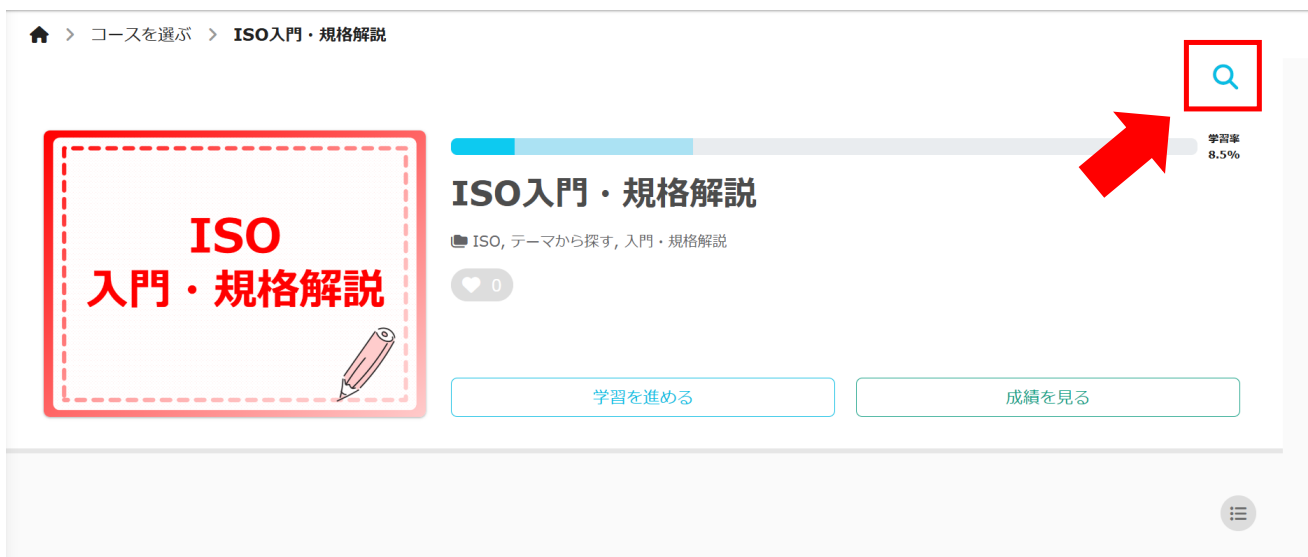 コースを選ぶ > ISO入門・規格解説
学習率
8.5%
ISO
入門・規格解説
ISO入門・規格解説
ISO, テーマから探す, 入門・規格解説
0
学習を進める
成績を見る